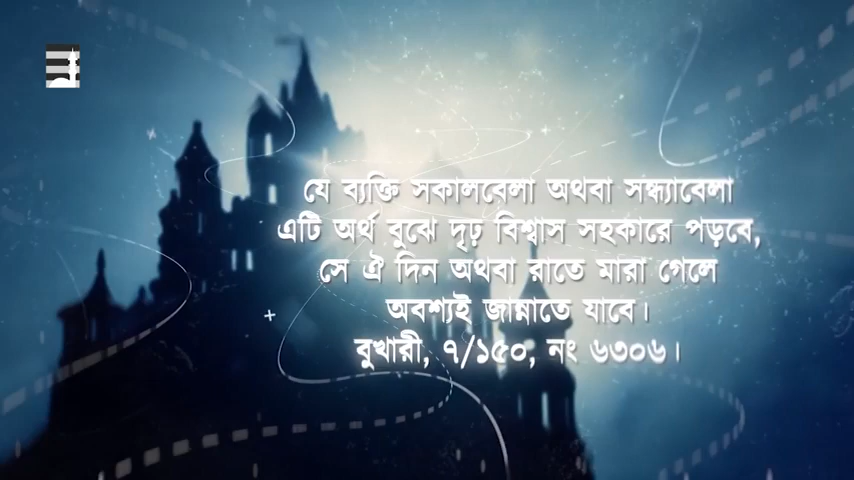 যে ব্যক্তি সকালবেলা অথবা সন্ধ্যাবেলা
এটি অর্থ বুঝে দৃঢ় বিশ্বাস সহকারে পড়বে,
সে ঐ দিন অথবা রাতে মারা গেলে
অবশ্যই জান্নাতে যাবে।
বুখারী, ৭/১৫০, নং ৬৩০৬।